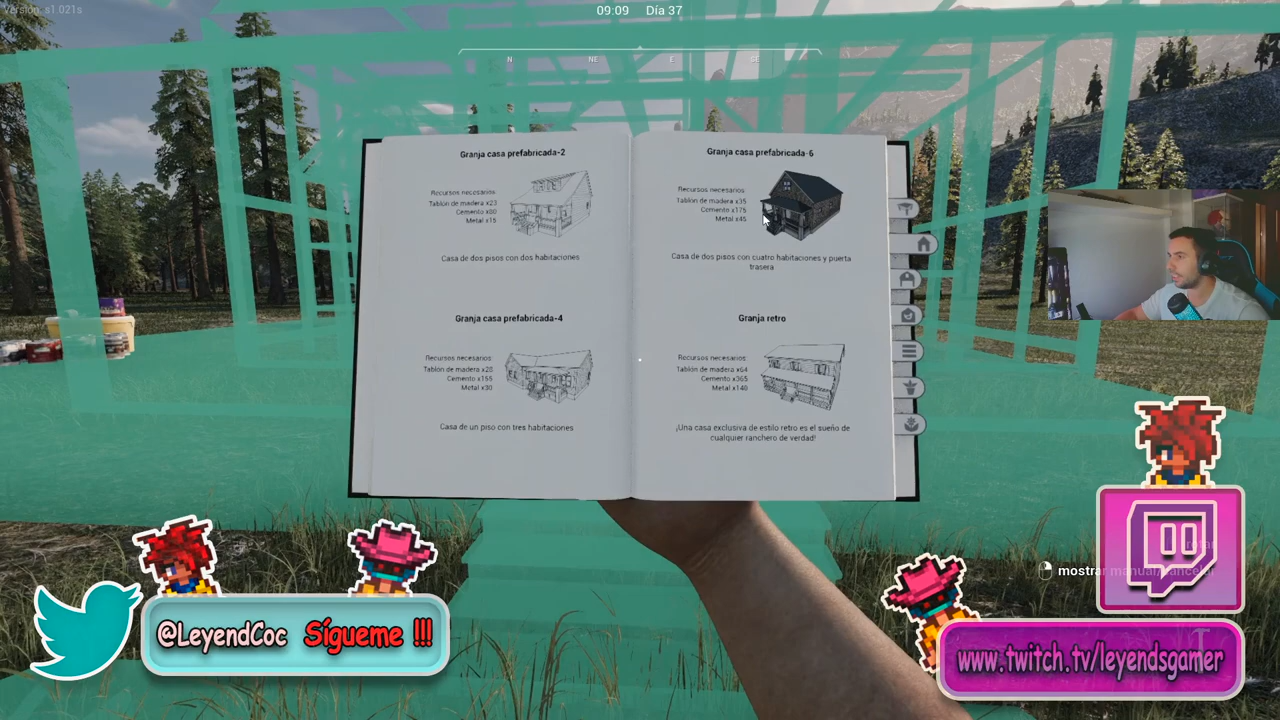 Versión: s1.021s
09:09 Día 37
N NE E SE
Granja casa prefabricada-2
Recursos necesarios
Tablón de madera x23
Cemento x80
Metal x15
Casa de dos pisos con dos habitaciones
Granja casa prefabricada-4
Recursos necesarios
Tablón de madera x28
Cemento x155
Metal x30
Casa de un piso con tres habitaciones
Granja casa prefabricada-6
Recursos necesarios
Tablón de madera x35
Cemento x175
Metal x45
Casa de dos pisos con cuatro habitaciones y puerta
trasera
Granja retro
Recursos necesarios
Tablón de madera x64
Cemento x365
Metal x140
¡Una casa exclusiva de estilo retro es el sueño de
cualquier ranchero de verdad!
mostrar manual/cancelar
@LeyendCoc Sígueme !!!
www.twitch.tv/leyendsgamer